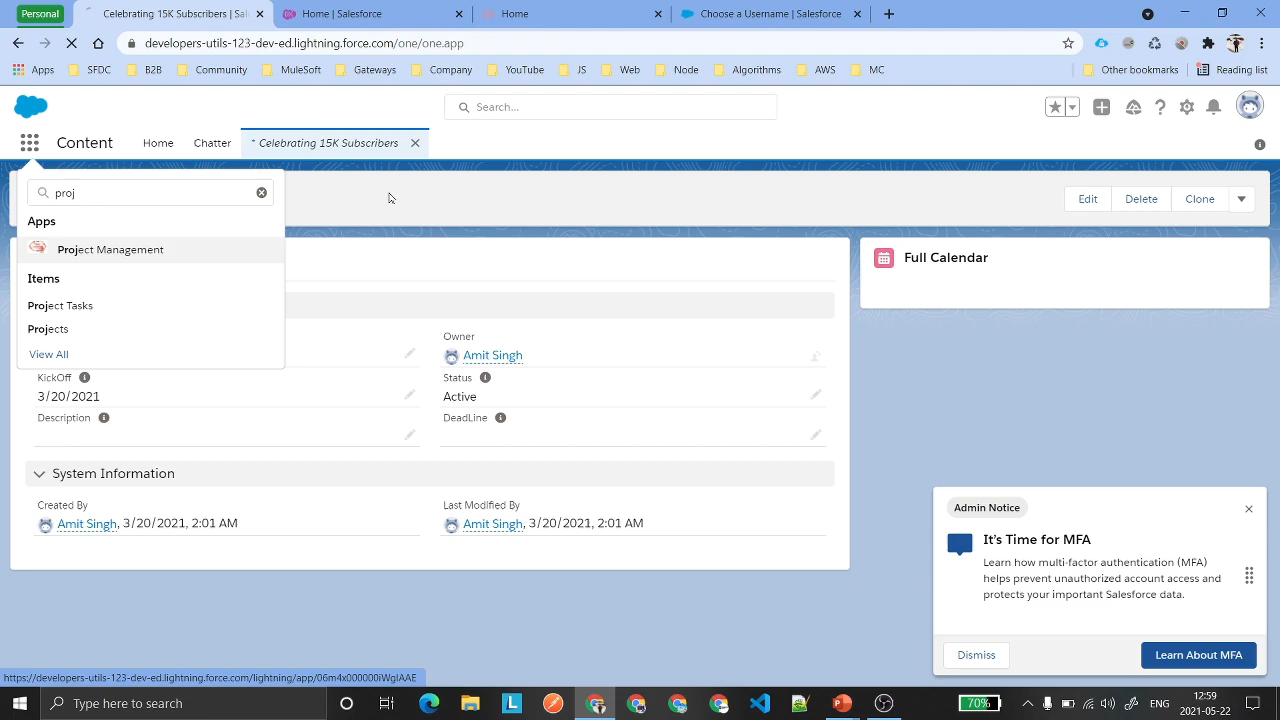 Personal
Celebrating 15K Subscribers | Sal
Home | Salesforce
Home
Choose a Username | Salesforce
developers-utils-123-dev-ed.lightning.force.com/one/one.app
Apps
SFDC
B2B
Community
MuleSoft
Gateways
Company
YouTube
JS
Web
Node
Algorithms
AWS
MC
Other bookmarks
Reading list
Search...
Content
Home
Chatter
* Celebrating 15K Subscribers
proj
Apps
Project Management
Items
Project Tasks
Projects
View All
Edit
Delete
Clone
Full Calendar
Owner
Amit Singh
KickOff
3/20/2021
Status
Active
Description
DeadLine
System Information
Created By
Amit Singh, 3/20/2021, 2:01 AM
Last Modified By
Amit Singh, 3/20/2021, 2:01 AM
Admin Notice
It's Time for MFA
Learn how multi-factor authentication (MFA)
helps prevent unauthorized account access and
protects your important Salesforce data.
Dismiss
Learn About MFA
https://developers-utils-123-dev-ed.lightning.force.com/lightning/app/06m4x000000iWglAAE
Type here to search
70%
12:59
2021-05-22